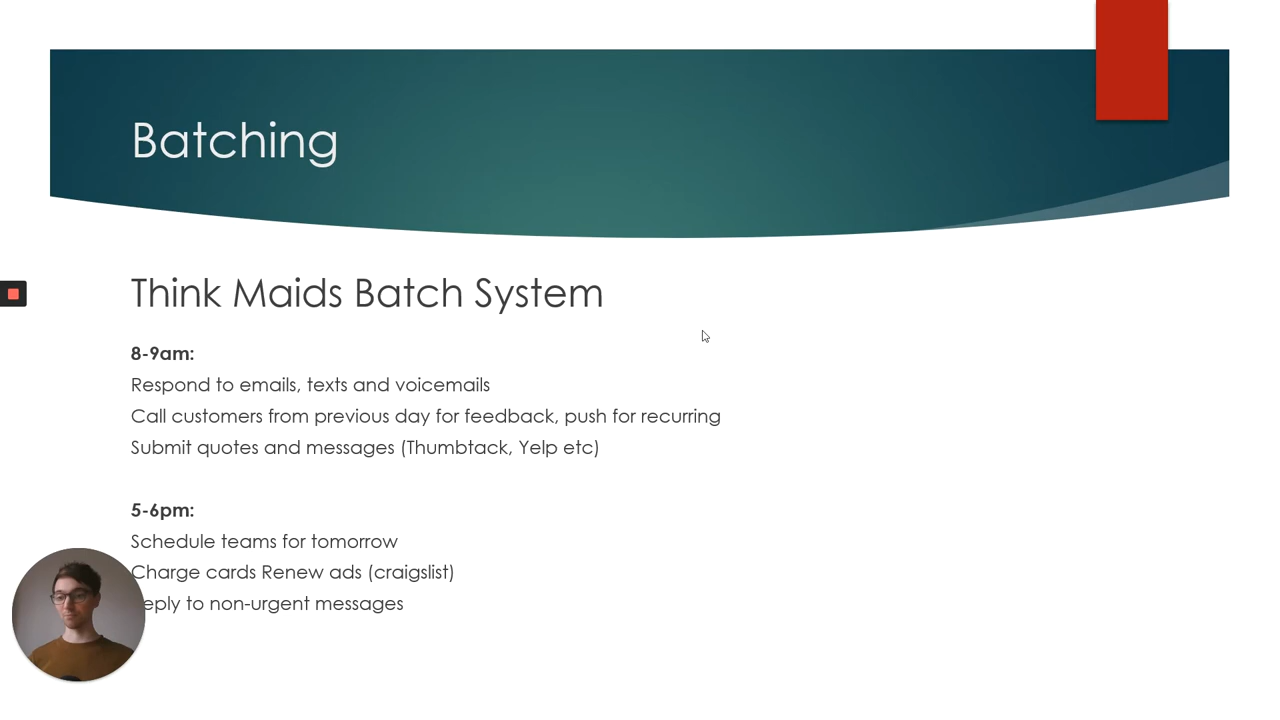 Batching
Think Maids Batch System
8-9am:
Respond to emails, texts and voicemails
Call customers from previous day for feedback, push for recurring
Submit quotes and messages (Thumbtack, Yelp etc)
5-6pm:
Schedule teams for tomorrow
Charge cards Renew ads (craigslist)
to non-urgent messages